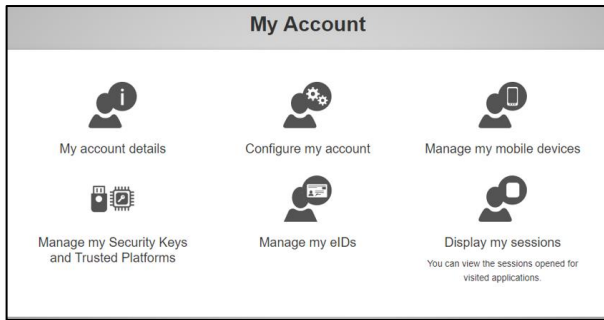 My Account
My account details
Configure my account
Manage my mobile devices
Manage my Security Keys
and Trusted Platforms
Manage my eIDs
Display my sessions
You can view the sessions opened for
visited applications.